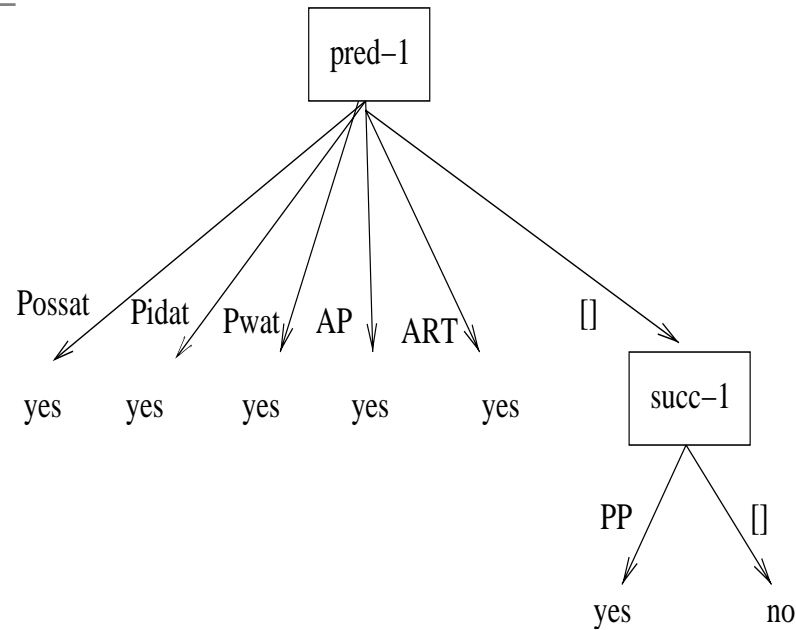 pred−1
Possat Pidat Pwat AP ART []
yes yes yes yes yes succ−1
PP []
yes no